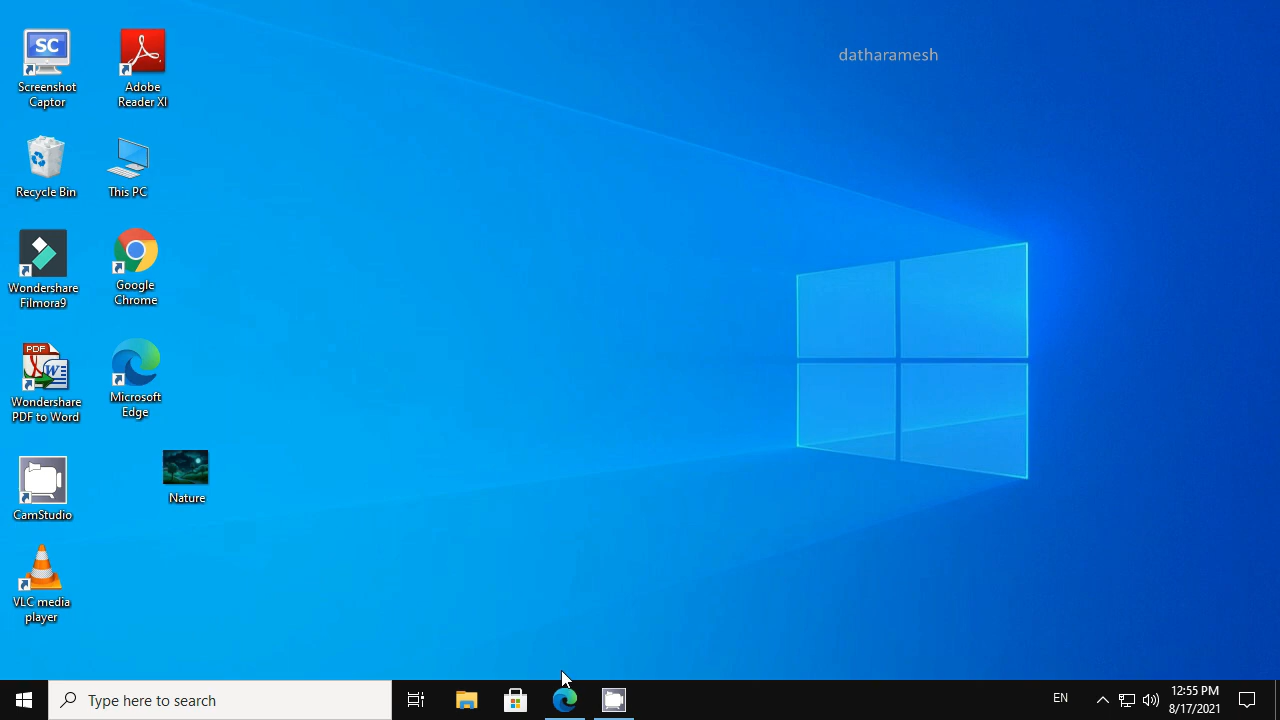 datharamesh
SC
Screenshot
Captor
Adobe
Reader XI
Recycle Bin
This PC
Wondershare
Filmora9
Google
Chrome
PDF
W
Wondershare
PDF to Word
Microsoft
Edge
CamStudio
Nature
VLC media
player
Type here to search
EN
12:55 PM
8/17/2021